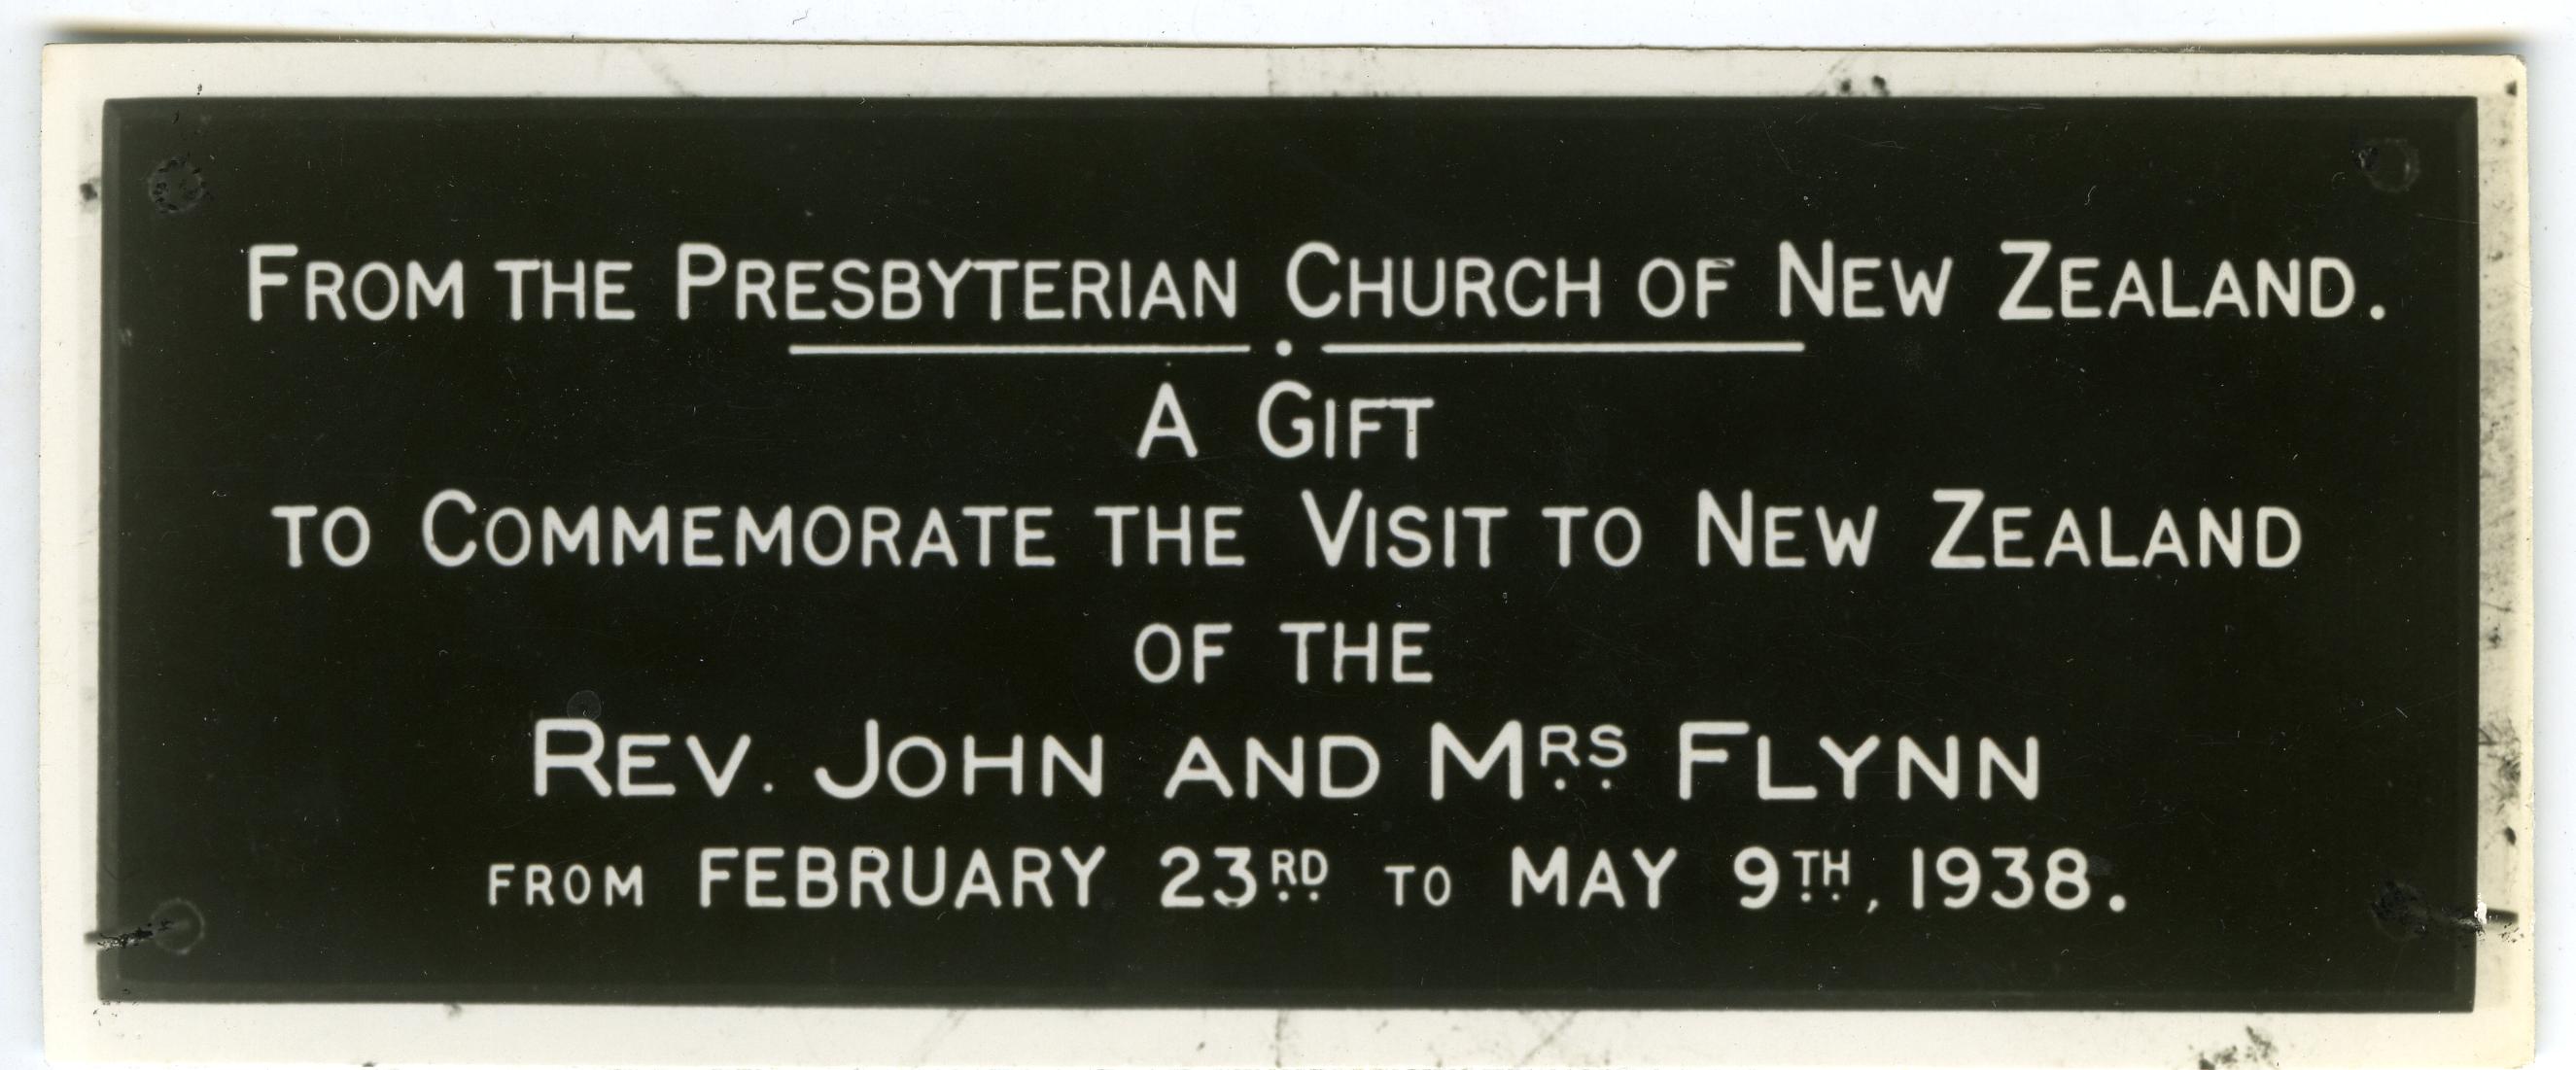 FROM THE PRESBYTERIAN CHURCH OF NEW ZEALAND.
A GIFT
TO COMMEMORATE THE VISIT TO NEW ZEALAND
OF THE
REV. JOHN AND MRS FLYNN
FROM FEBRUARY 23RD TO MAY 9TH, 1938.